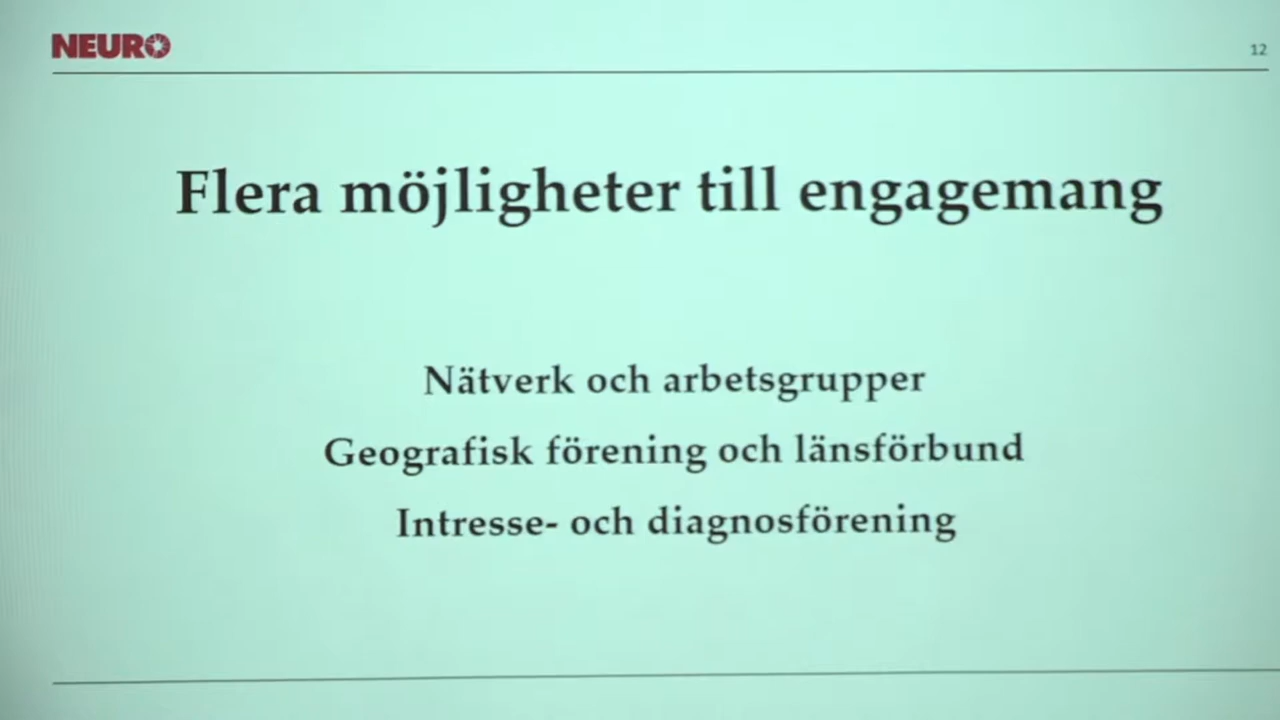 NEURO
12
Flera möjligheter till engagemang
Nätverk och arbetsgrupper
Geografisk förening och länsförbund
Intresse- och diagnosförening